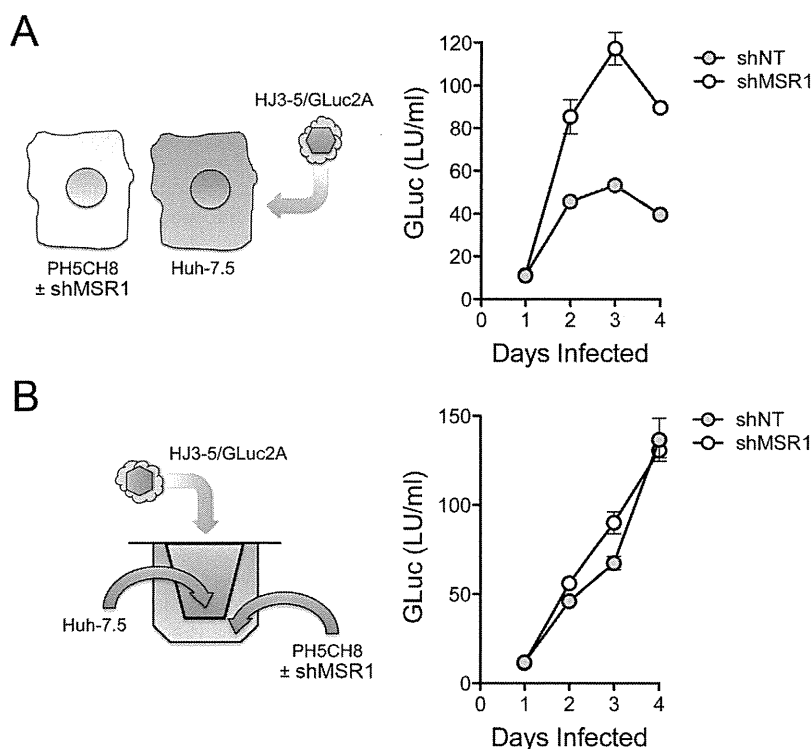 A
HJ3-5/GLuc2A
PH5CH8
± shMSR1
Huh-7.5
GLuc (LU/ml)
120
100
80
60
40
20
0
0 1 2 3 4
Days Infected
shNT
shMSR1
B
HJ3-5/GLuc2A
Huh-7.5
PH5CH8
± shMSR1
GLuc (LU/ml)
150
100
50
0
0 1 2 3 4
Days Infected
shNT
shMSR1